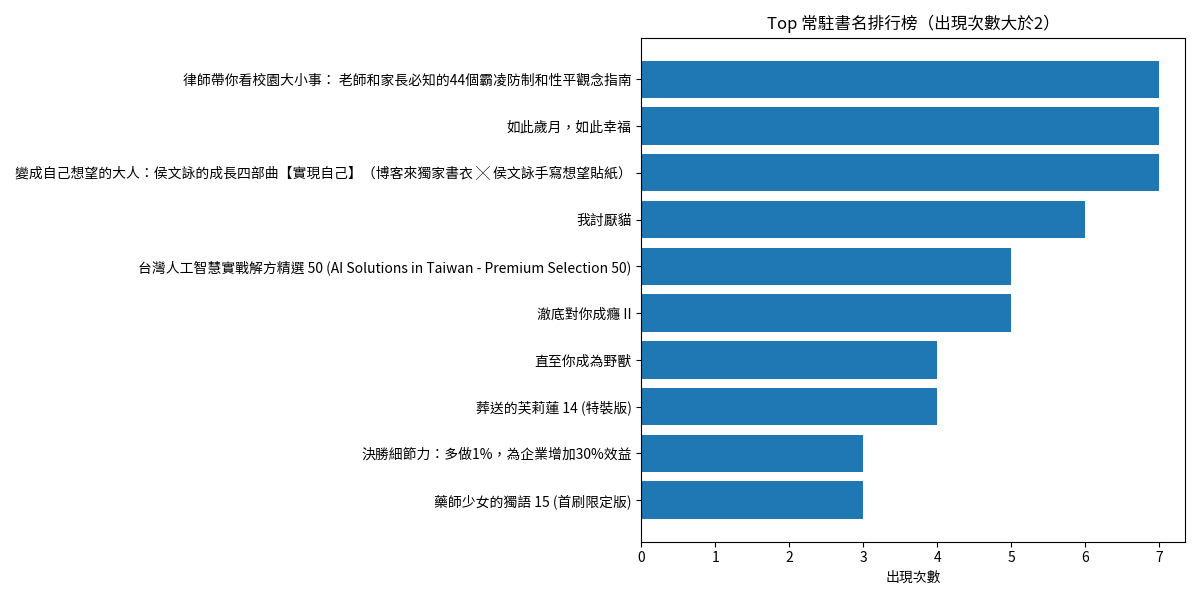 Top 常駐書名排行榜（出現次數大於2）
律師帶你看校園大小事： 老師和家長必知的44個霸凌防制和性平觀念指南
如此歲月，如此幸福
變成自己想望的大人：侯文詠的成長四部曲【實現自己】（博客來獨家書衣 ╳ 侯文詠手寫想望貼紙）
我討厭貓
台灣人工智慧實戰解方精選 50 (AI Solutions in Taiwan - Premium Selection 50)
澈底對你成癮 II
直至你成為野獸
葬送的芙莉蓮 14 (特裝版)
決勝細節力：多做1%，為企業增加30%效益
藥師少女的獨語 15 (首刷限定版)
0 1 2 3 4 5 6 7
出現次數